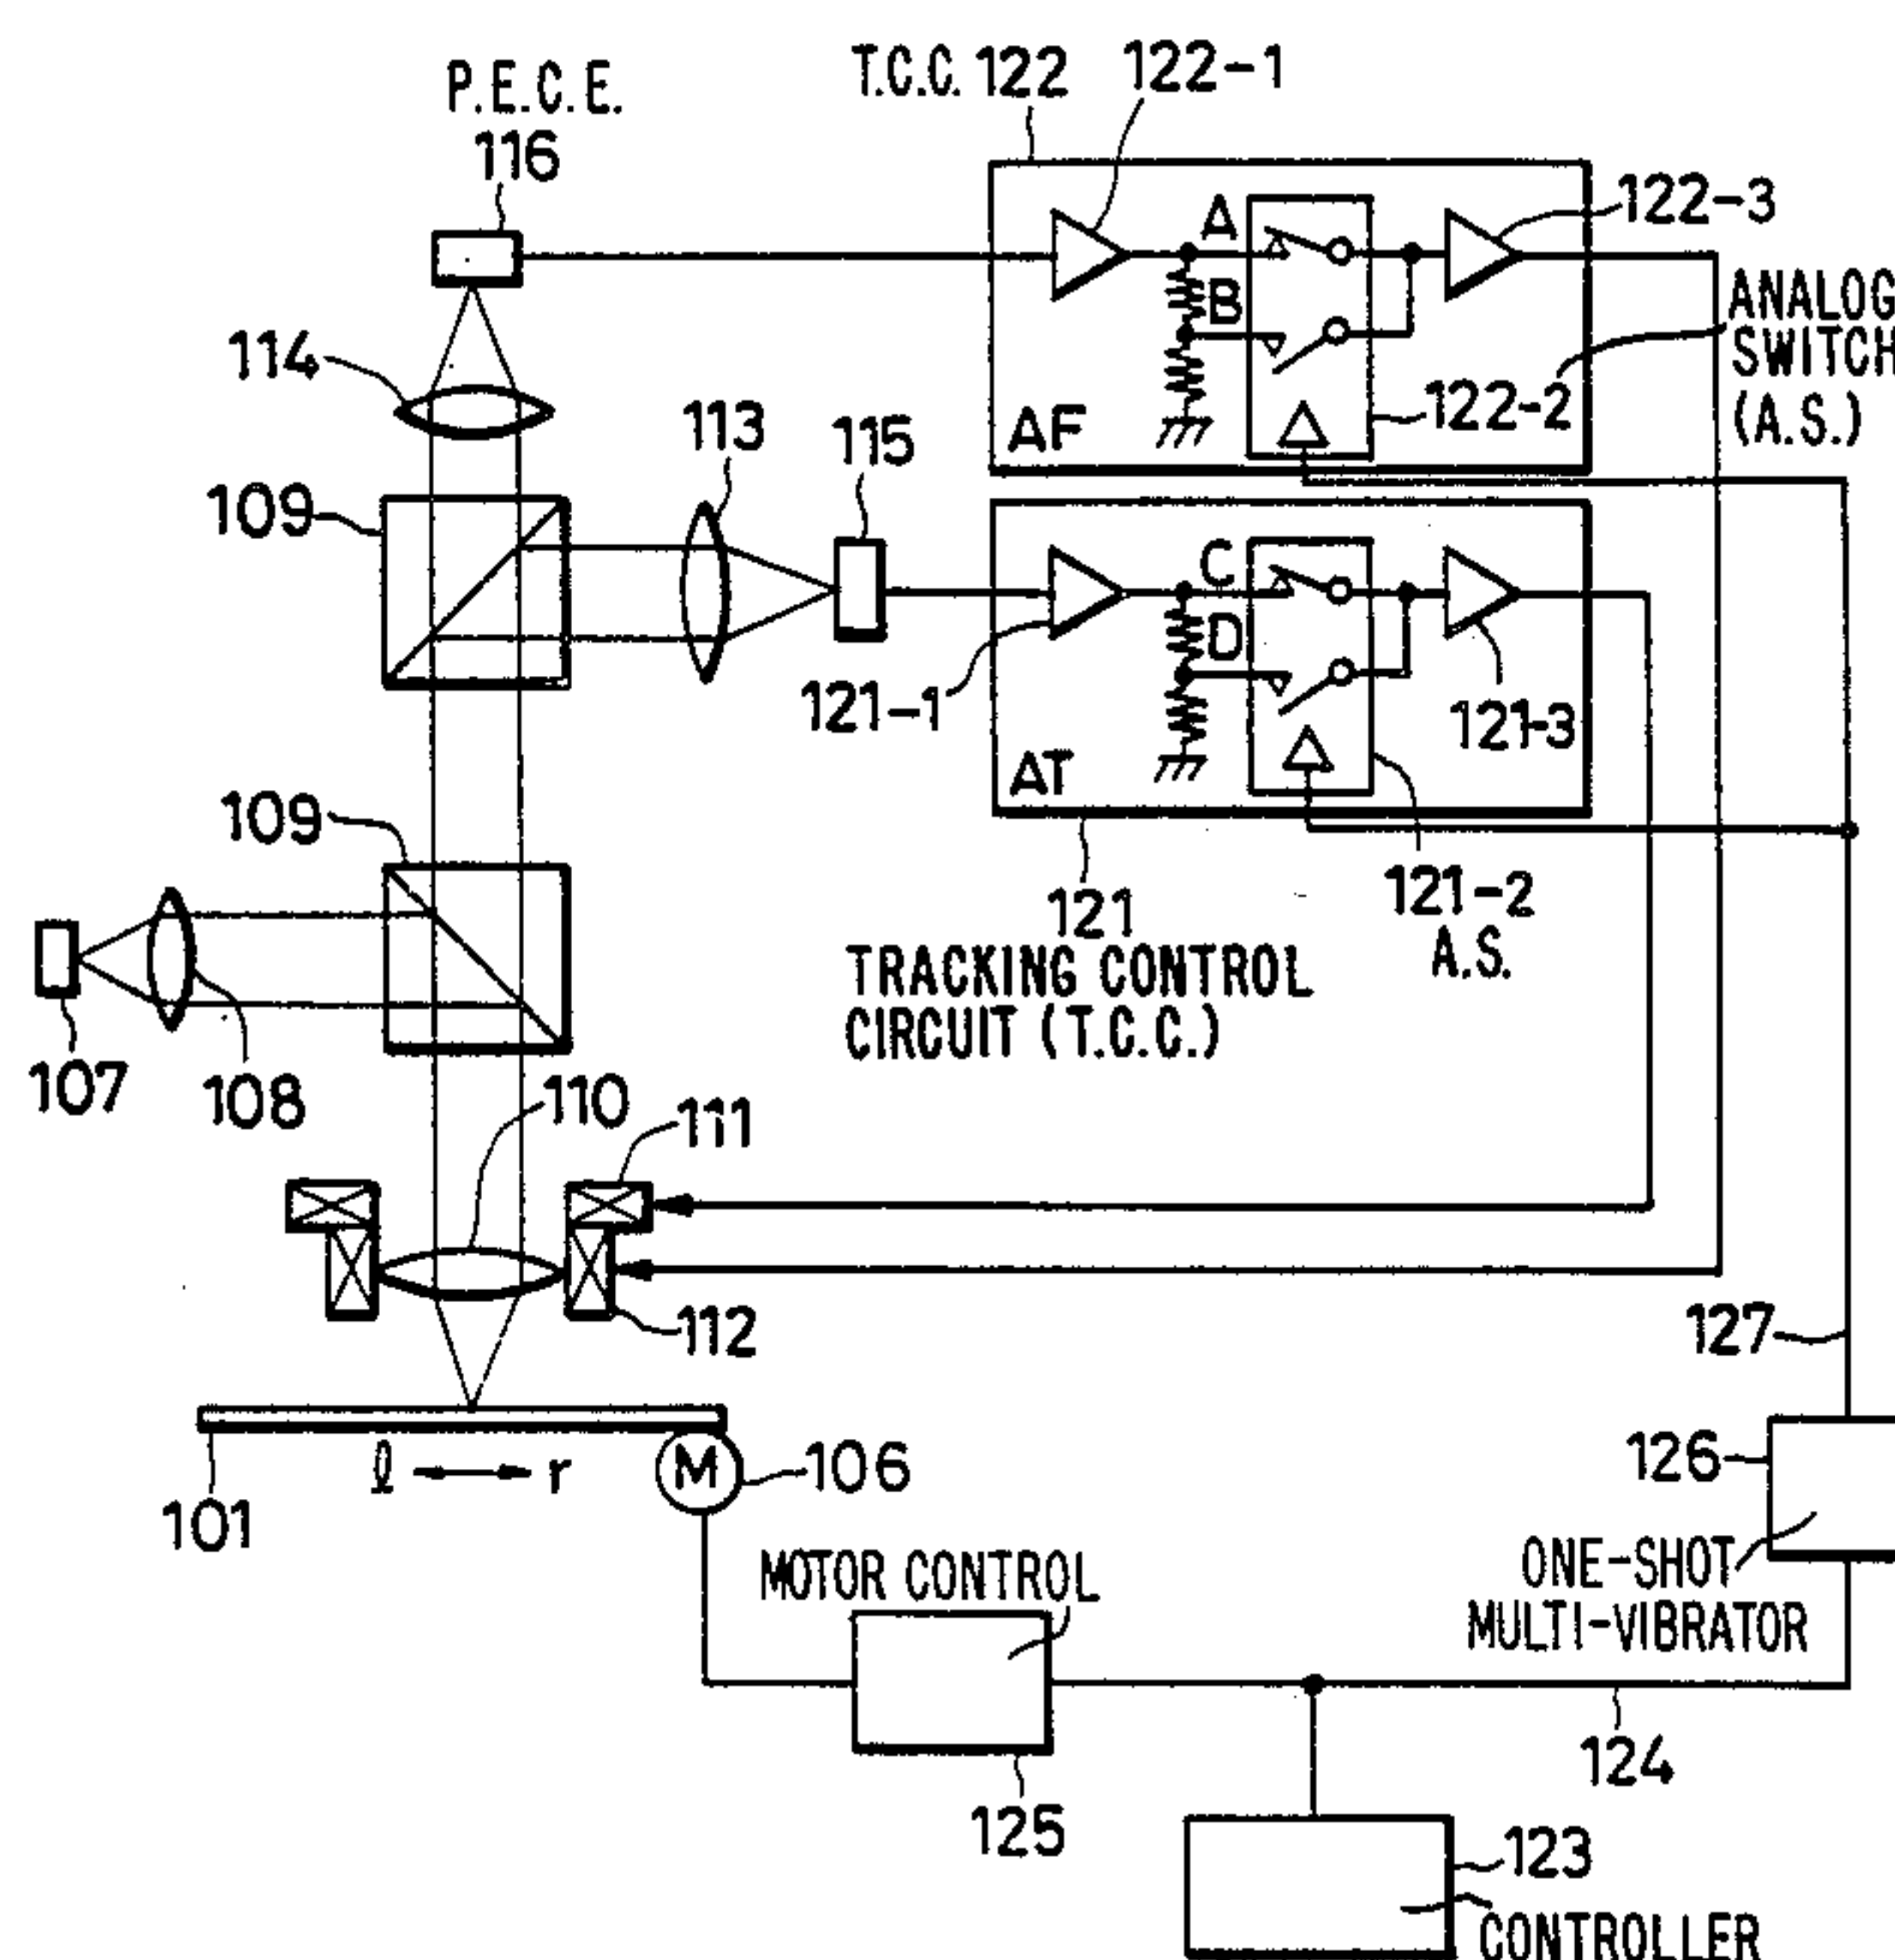 P.E.C.E.
116
T.C.C. 122
122-1
122-3
A
B
ANALOG
SWITCH
(A.S.)
122-2
AF
114
113
115
109
C
D
121-1
121-3
AT
109
121
121-2
A.S.
TRACKING CONTROL
CIRCUIT (T.C.C.)
107
108
110
111
112
127
101
l
r
M
106
126
ONE-SHOT
MULTI-VIBRATOR
MOTOR CONTROL
125
124
123
CONTROLLER